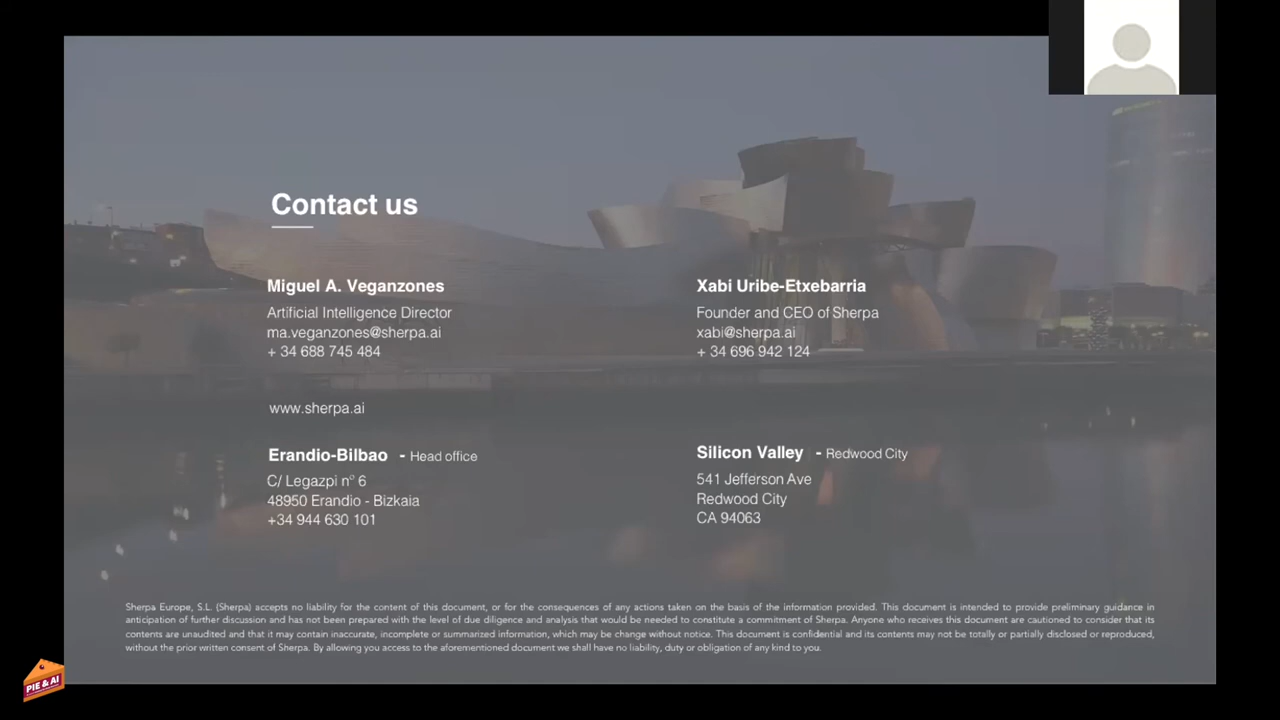 Contact us
Miguel A. Veganzones
Artificial Intelligence Director
ma.veganzones@sherpa.ai
+ 34 688 745 484
Xabi Uribe-Etxebarria
Founder and CEO of Sherpa
xabi@sherpa.ai
+ 34 696 942 124
www.sherpa.ai
Erandio-Bilbao - Head office
C/ Legazpi nº 6
48950 Erandio - Bizkaia
+34 944 630 101
Silicon Valley - Redwood City
541 Jefferson Ave
Redwood City
CA 94063
Sherpa Europe, S.L. (Sherpa) accepts no liability for the content of this document, or for the consequences of any actions taken on the basis of the information provided. This document is intended to provide preliminary guidance in
anticipation of further discussion and has not been prepared with the level of due diligence and analysis that would be needed to constitute a commitment of Sherpa. Anyone who receives this document are cautioned to consider that its
contents are unaudited and that it may contain inaccurate, incomplete or summarized information, which may be change without notice. This document is confidential and its contents may not be totally or partially disclosed or reproduced,
without the prior written consent of Sherpa. By allowing you access to the aforementioned document we shall have no liability, duty or obligation of any kind to you.
PIE & AI